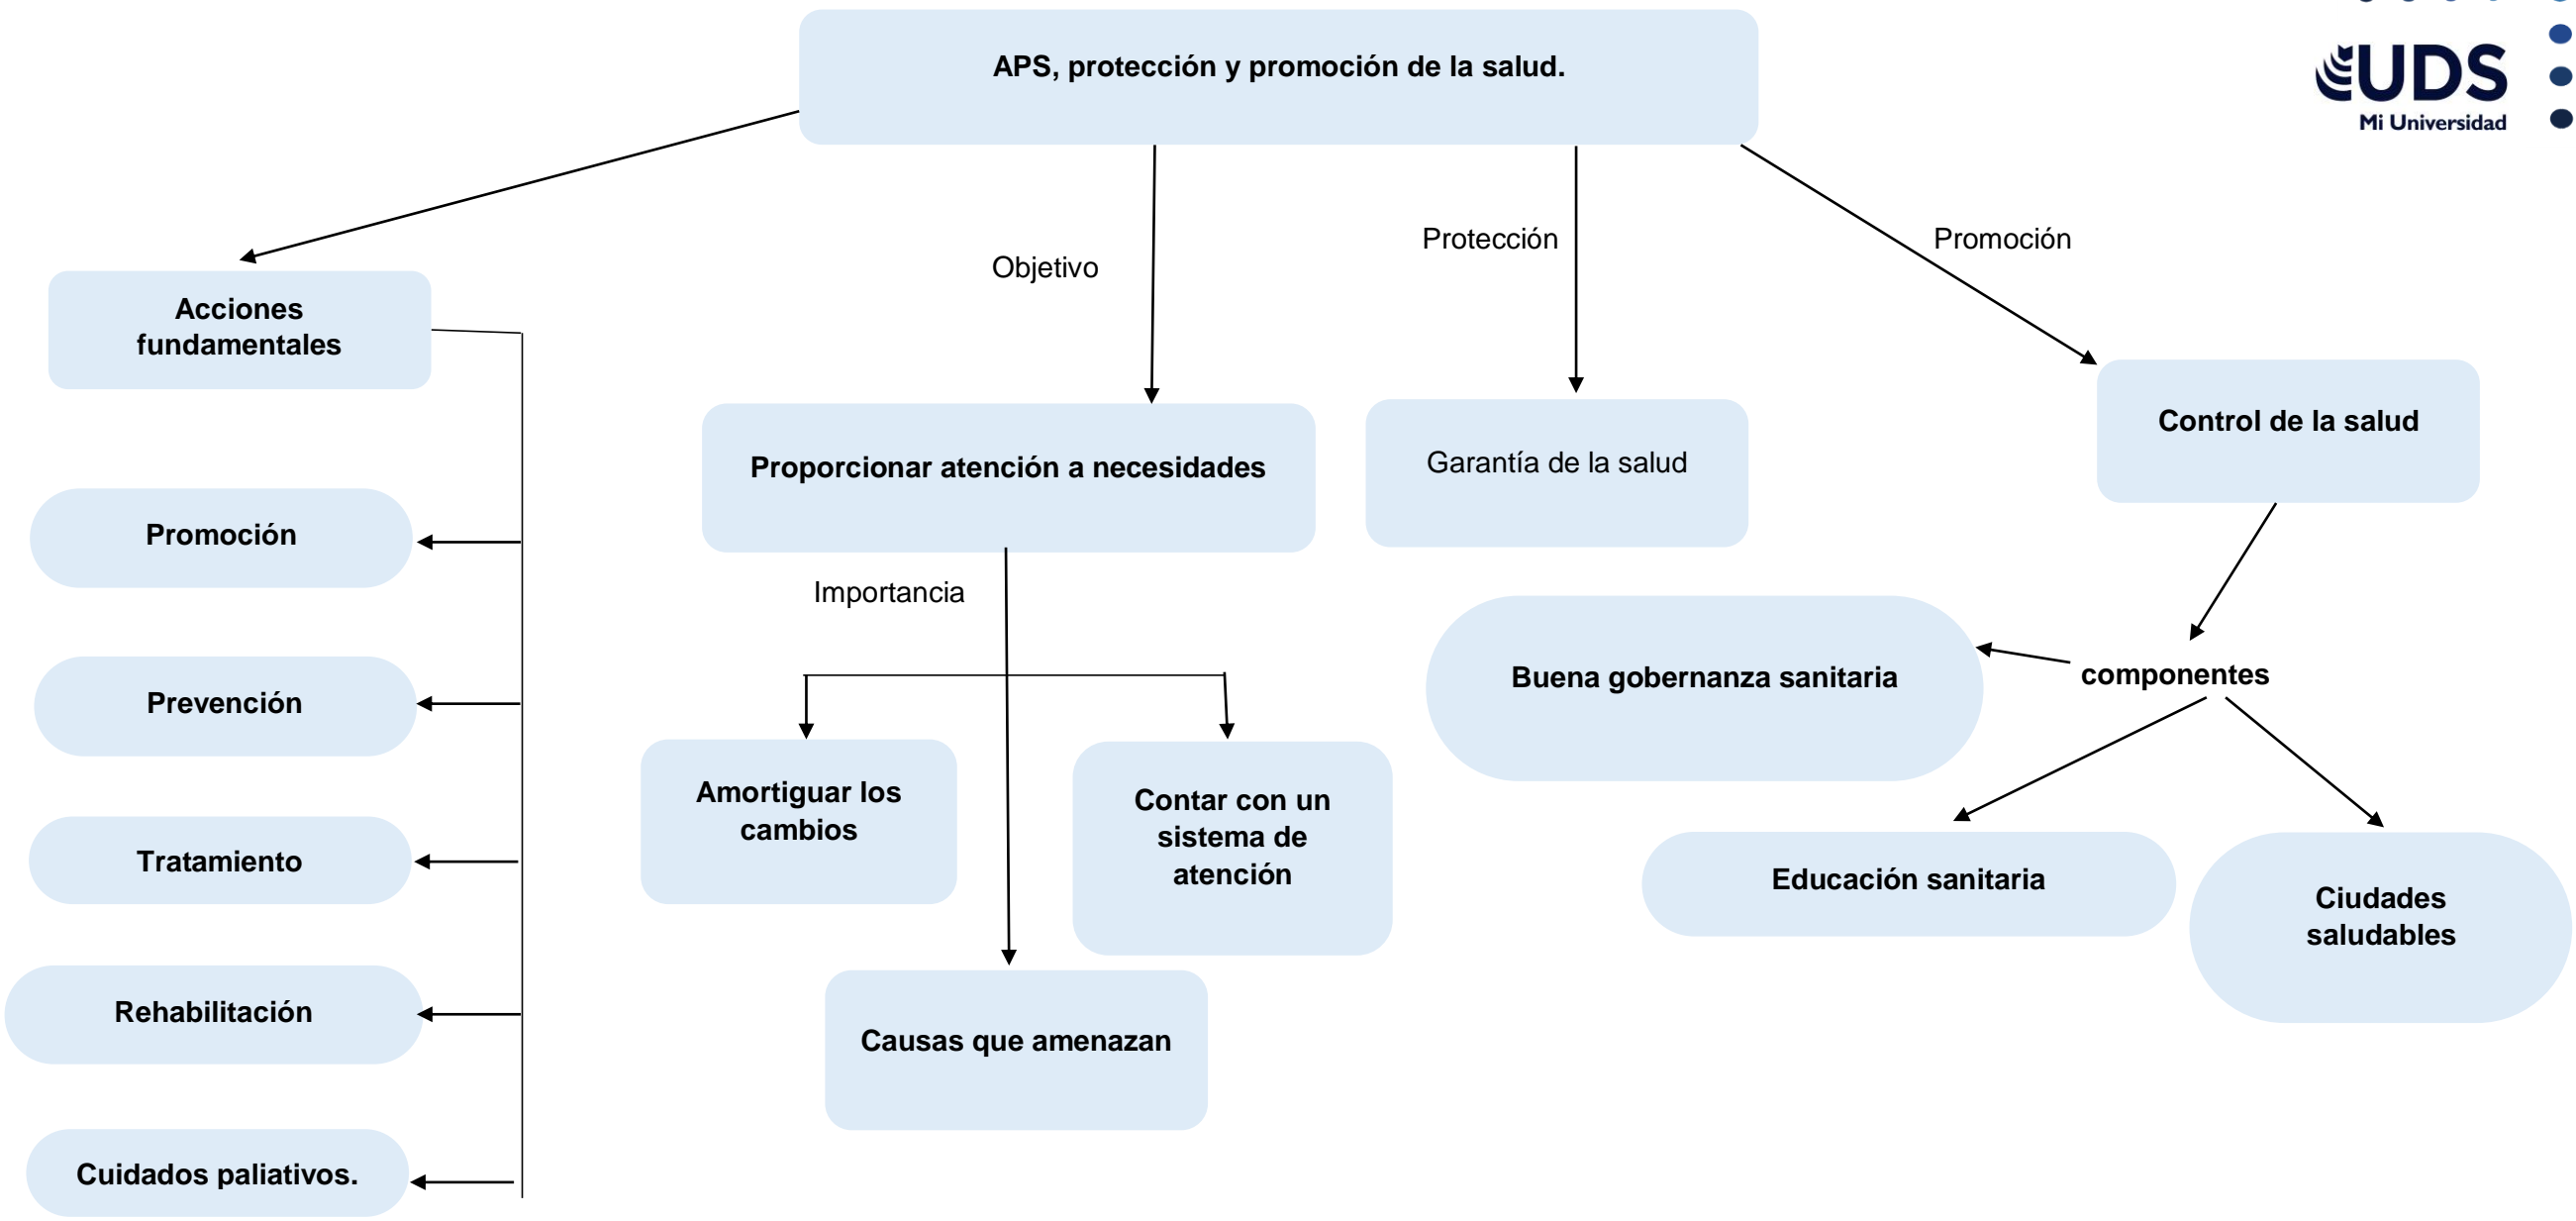 APS, protección y promoción de la salud.
UDS
Mi Universidad
Objetivo
Protección
Promoción
Acciones
fundamentales
Proporcionar atención a necesidades
Garantía de la salud
Control de la salud
Promoción
Prevención
Tratamiento
Rehabilitación
Cuidados paliativos.
Importancia
Amortiguar los
cambios
Contar con un
sistema de
atención
Causas que amenazan
componentes
Buena gobernanza sanitaria
Educación sanitaria
Ciudades
saludables